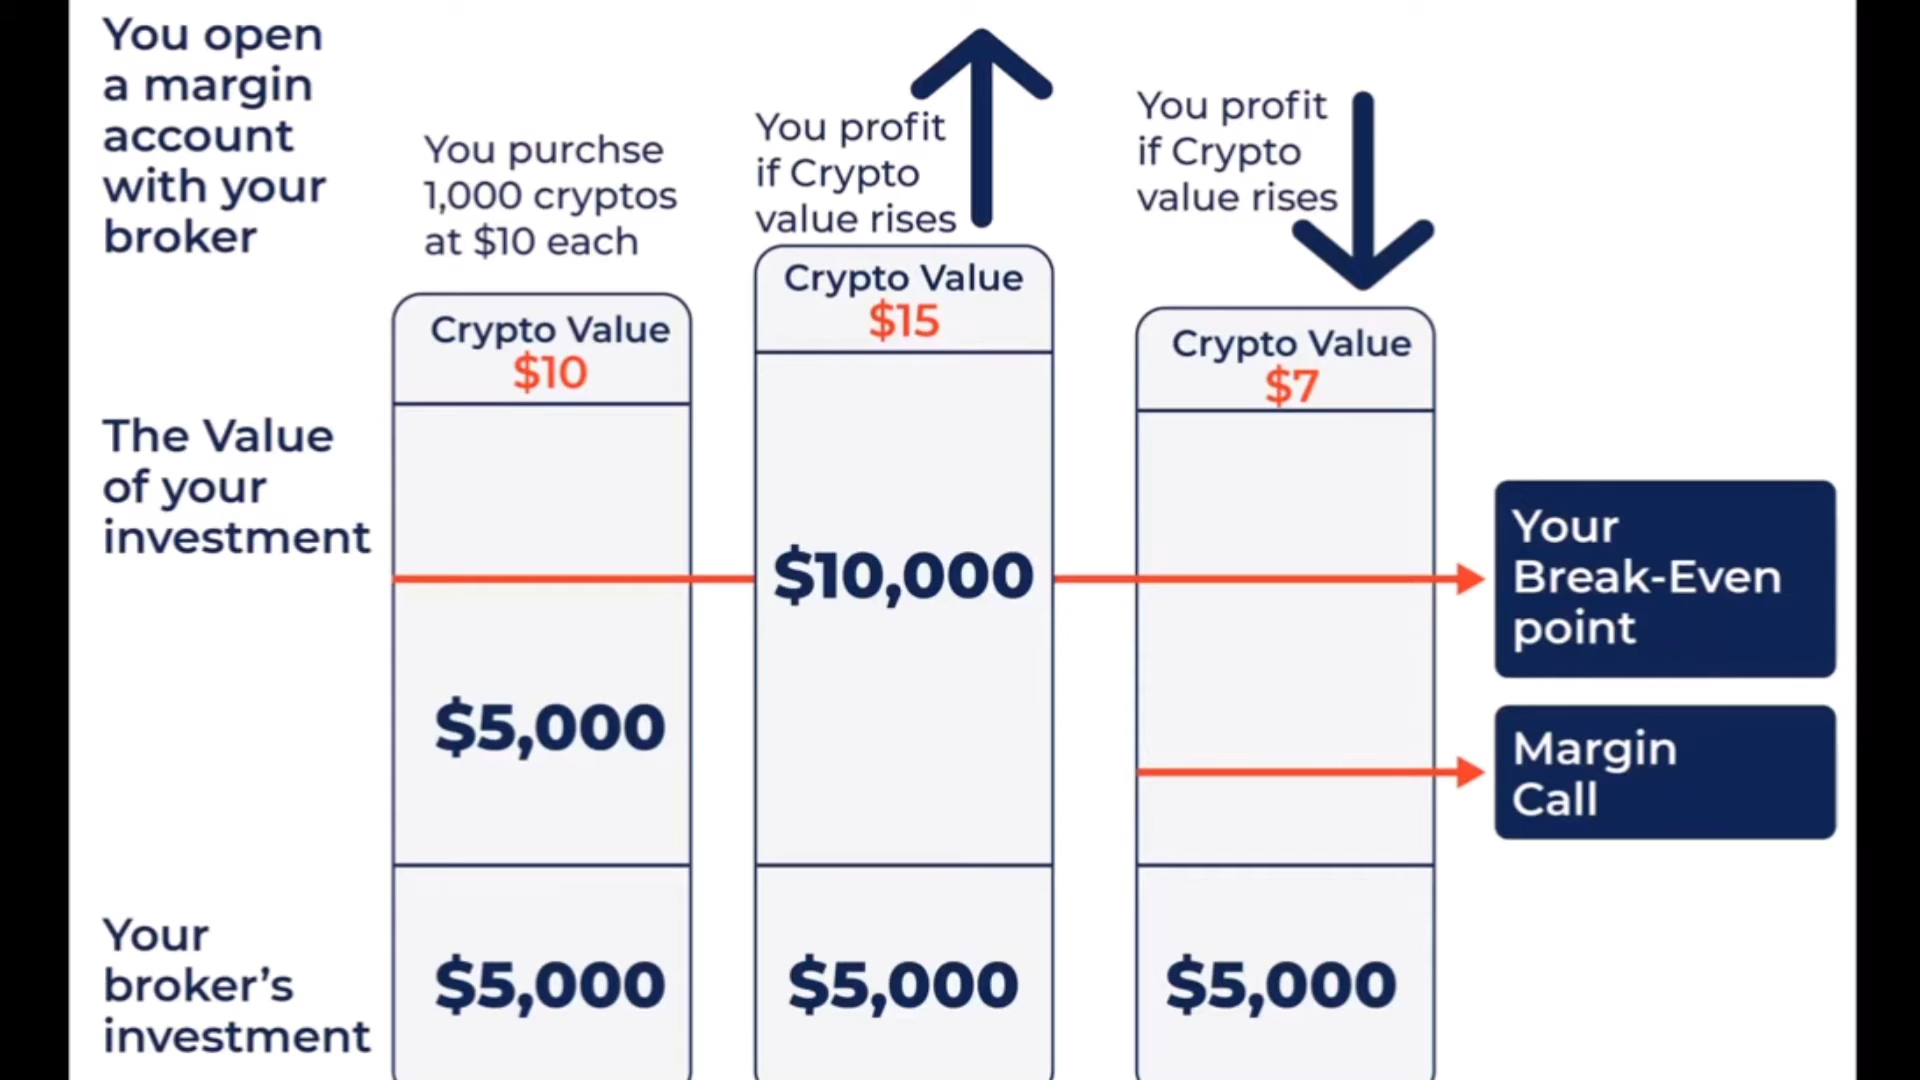 You open
a margin
account
with your
broker
You purchse
1,000 cryptos
at $10 each
You profit
if Crypto
value rises
You profit
if Crypto
value rises
Crypto Value
$10
Crypto Value
$15
Crypto Value
$7
The Value
of your
investment
$5,000
$10,000
Your
Break-Even
point
Margin
Call
Your
broker’s
investment
$5,000
$5,000
$5,000